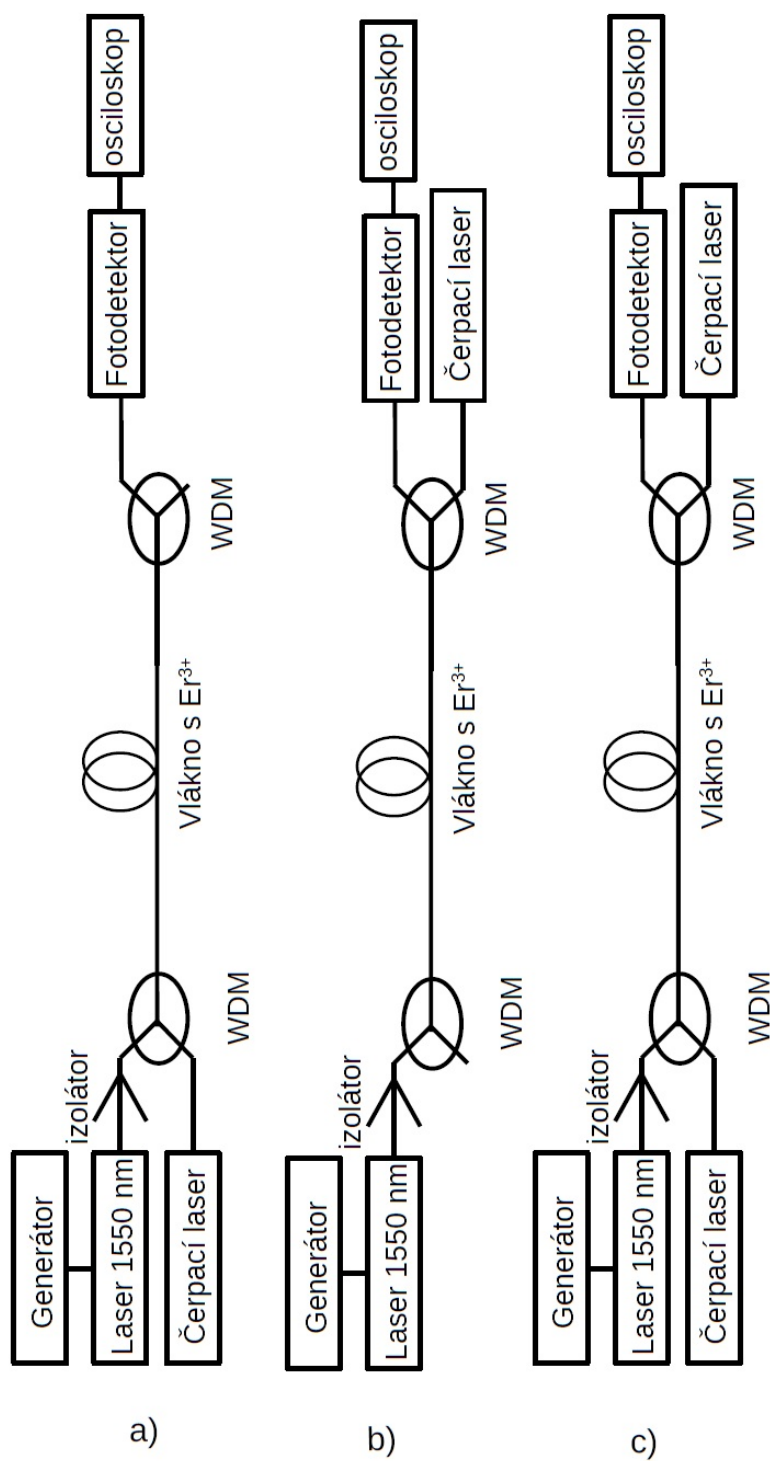 a)
Generátor
Laser 1550 nm
Čerpací laser
izolátor
WDM
Vlákno s Er3+
WDM
Fotodetektor
osciloskop
b)
Generátor
Laser 1550 nm
izolátor
WDM
Vlákno s Er3+
WDM
Fotodetektor
osciloskop
Čerpací laser
c)
Generátor
Laser 1550 nm
Čerpací laser
izolátor
WDM
Vlákno s Er3+
WDM
Fotodetektor
osciloskop
Čerpací laser